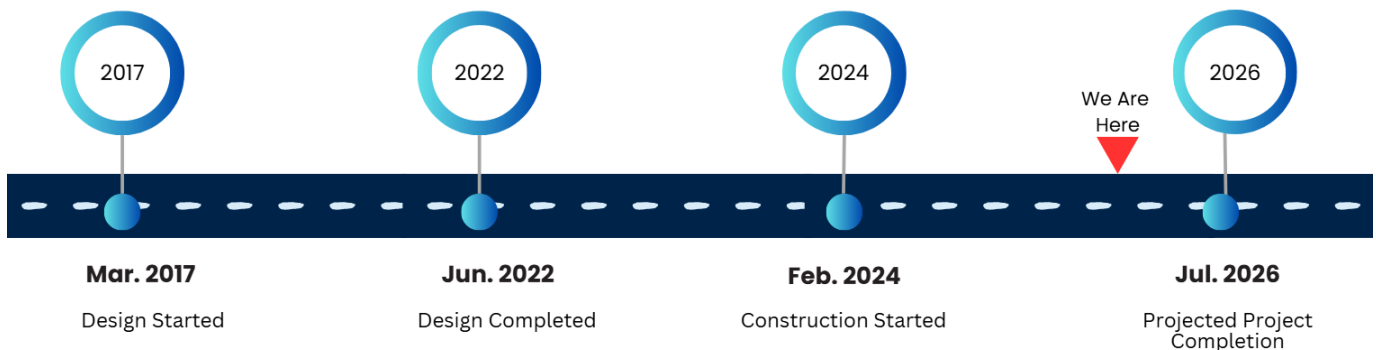 2017
2022
2024
2026
We Are
Here
Mar. 2017
Jun. 2022
Feb. 2024
Jul. 2026
Design Started
Design Completed
Construction Started
Projected Project
Completion